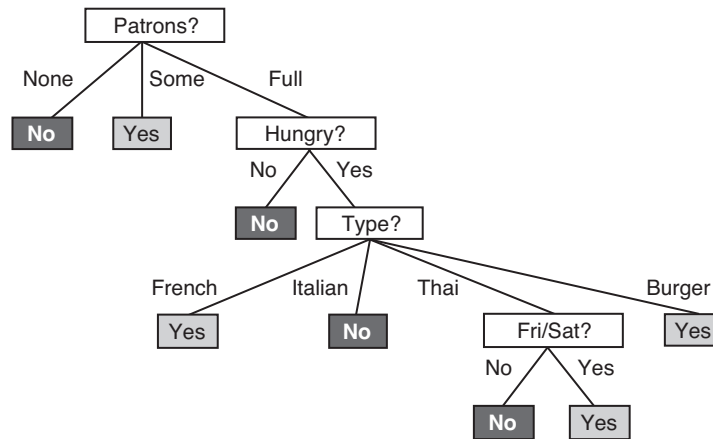 Patrons?
None Some Full
No Yes Hungry?
No Yes
No Type?
French Italian Thai Burger
Yes No Fri/Sat? Yes
No Yes
No Yes